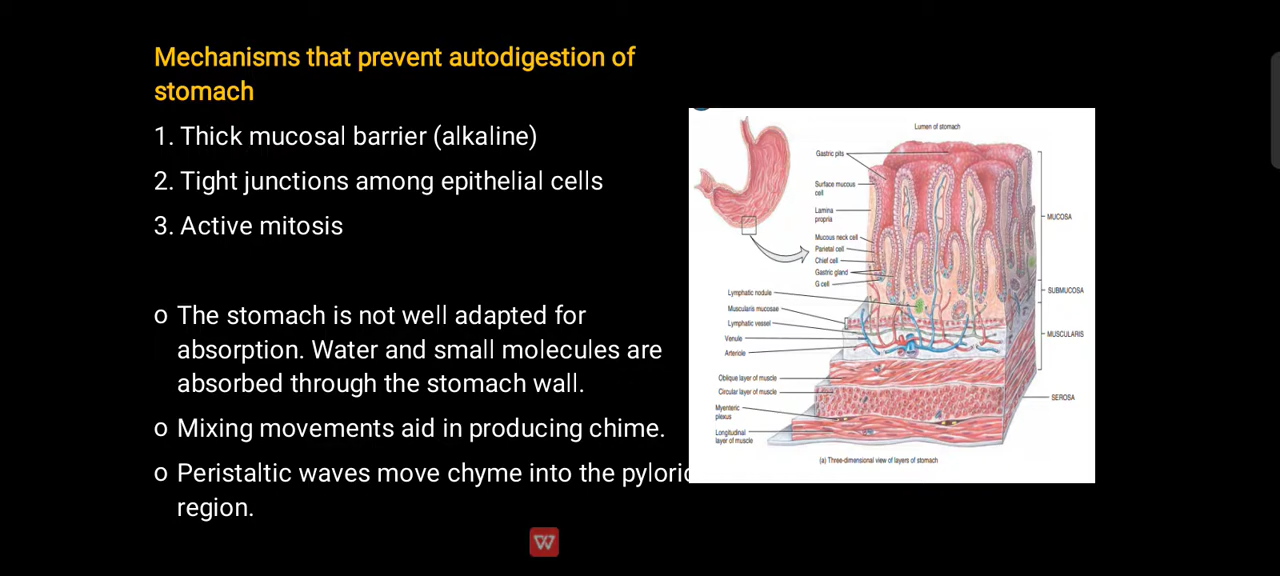 Mechanisms that prevent autodigestion of
stomach
1. Thick mucosal barrier (alkaline)
2. Tight junctions among epithelial cells
3. Active mitosis
o The stomach is not well adapted for
absorption. Water and small molecules are
absorbed through the stomach wall.
o Mixing movements aid in producing chime.
o Peristaltic waves move chyme into the pyloric
region.
Lumen of stomach
Gastric pits
Surface mucous
cell
Lamina
propria
Mucous neck cell
Parietal cell
Chief cell
Gastric gland
G cell
Lymphatic nodule
Muscularis mucosae
Lymphatic vessel
Venule
Arteriole
Oblique layer of muscle
Circular layer of muscle
Myenteric
plexus
Longitudinal
layer of muscle
MUCOSA
SUBMUCOSA
MUSCULARIS
SEROSA
(a) Three-dimensional view of layers of stomach